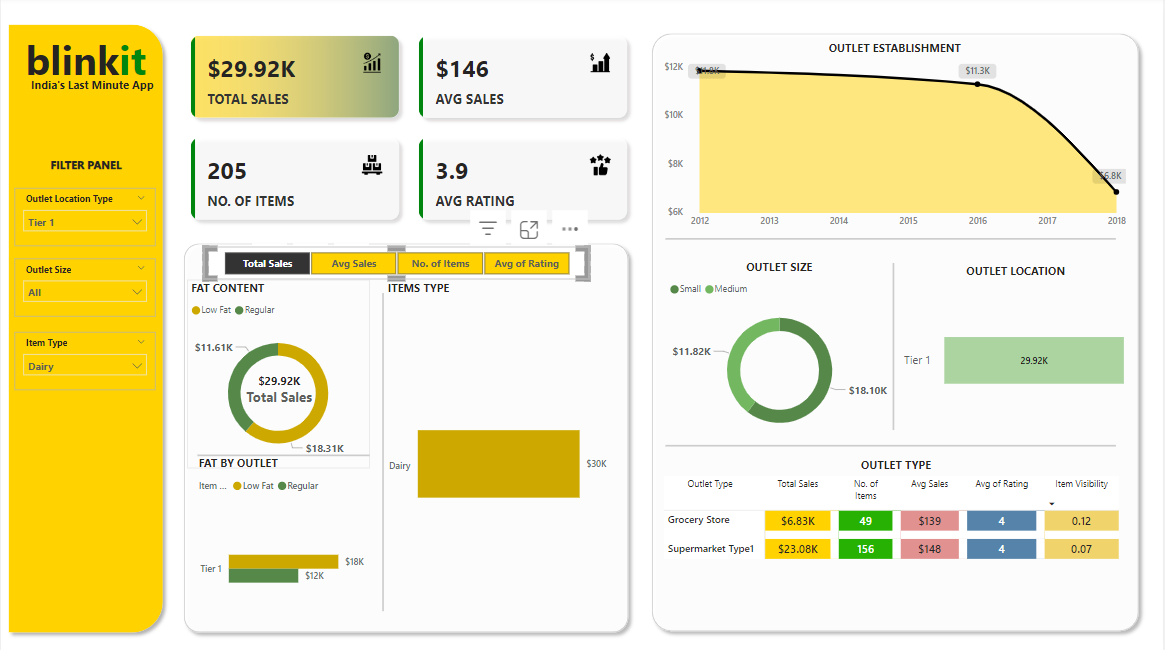 blinkit
India's Last Minute App
FILTER PANEL
Outlet Location Type
Tier 1
Outlet Size
All
Item Type
Dairy
$29.92K
TOTAL SALES
$146
AVG SALES
205
NO. OF ITEMS
3.9
AVG RATING
Total Sales
Avg Sales
No. of Items
Avg of Rating
FAT CONTENT
Low Fat
Regular
$11.61K
$29.92K
Total Sales
$18.31K
FAT BY OUTLET
Item ...
Low Fat
Regular
Tier 1
$18K
$12K
ITEMS TYPE
Dairy
$30K
OUTLET ESTABLISHMENT
$12K
$10K
$8K
$6K
$11.3K
$6.8K
2012 2013 2014 2015 2016 2017 2018
OUTLET SIZE
Small
Medium
$11.82K
$18.10K
OUTLET LOCATION
Tier 1
29.92K
OUTLET TYPE
Outlet Type Total Sales No. of Items Avg Sales Avg of Rating Item Visibility
Grocery Store $6.83K 49 $139 4 0.12
Supermarket Type1 $23.08K 156 $148 4 0.07